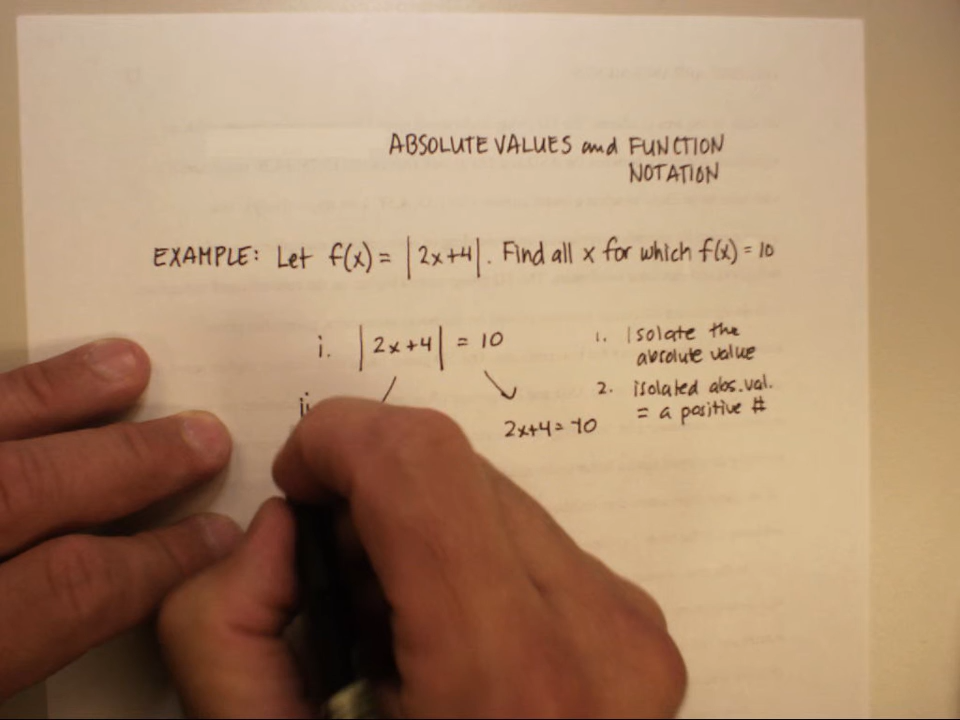 ABSOLUTE VALUES and FUNCTION
NOTATION
EXAMPLE: Let f(x) = |2x+4|. Find all x for which f(x) = 10
i. |2x+4| = 10
1. Isolate the
absolute value
2. isolated abs.val.
= a positive #
ii
2x+4=-10